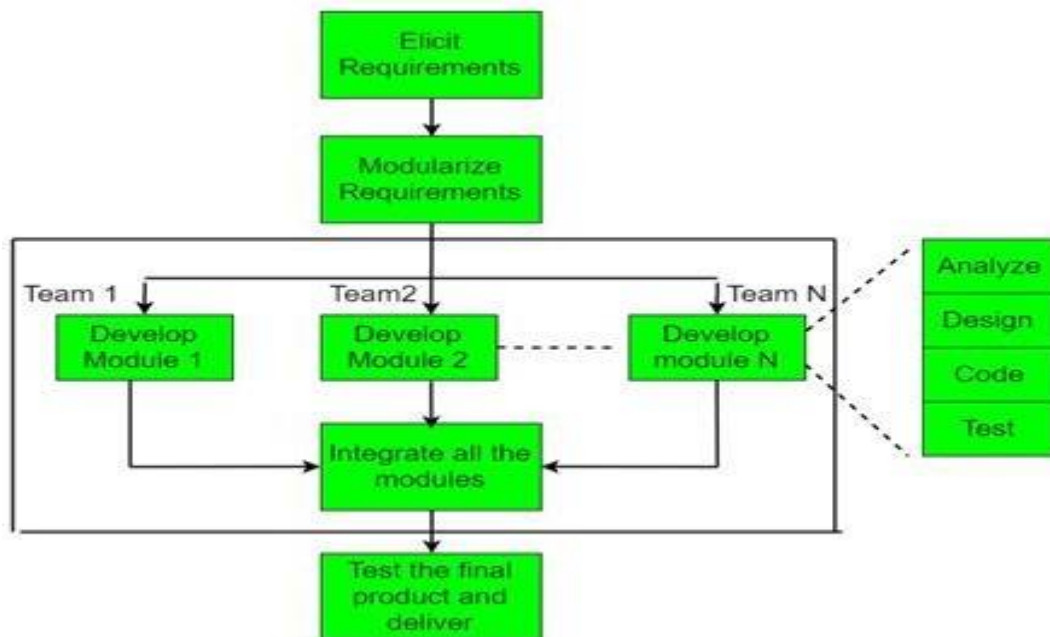 Elicit
Requirements
Modularize
Requirements
Team 1
Team2
Team N
Develop
Module 1
Develop
Module 2
Develop
module N
Analyze
Design
Code
Test
Integrate all the
modules
Test the final
product and
deliver